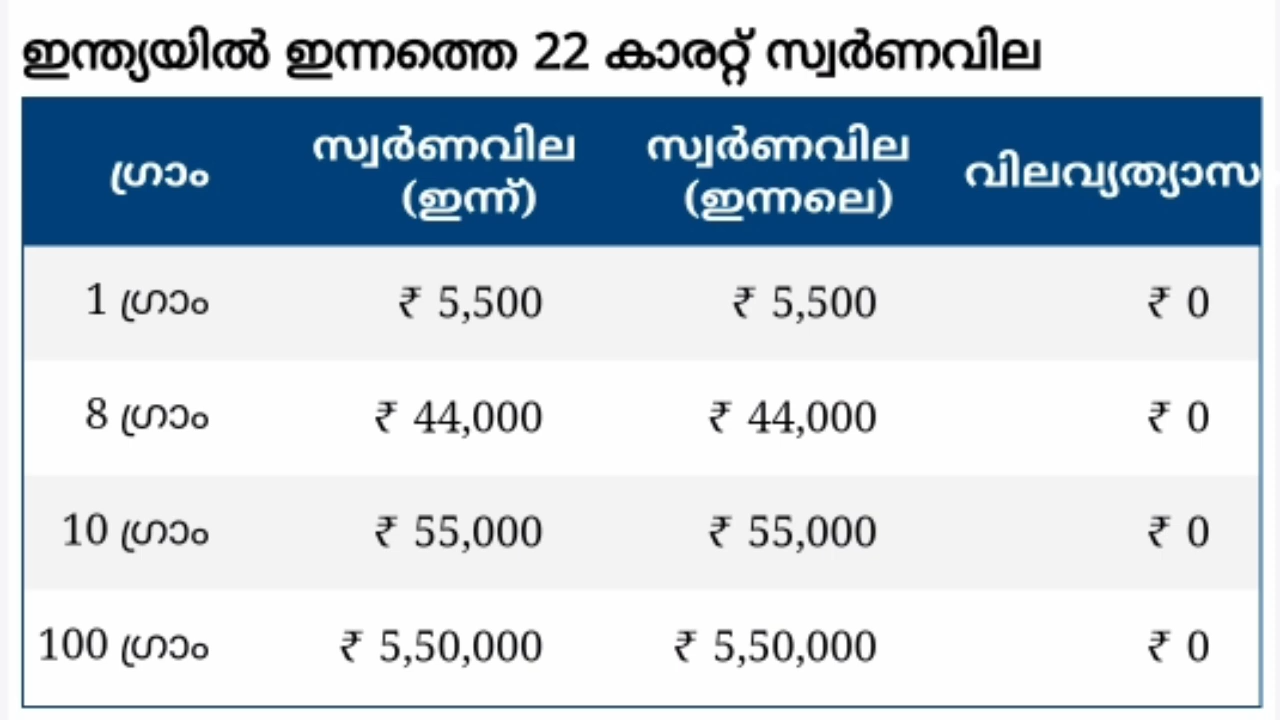 ഇന്ത്യയിൽ ഇന്നത്തെ 22 കാരറ്റ് സ്വർണവില
ഗ്രാം സ്വർണവില (ഇന്ന്) സ്വർണവില (ഇന്നലെ) വിലവ്യത്യാസ
1 ഗ്രാം ₹ 5,500 ₹ 5,500 ₹ 0
8 ഗ്രാം ₹ 44,000 ₹ 44,000 ₹ 0
10 ഗ്രാം ₹ 55,000 ₹ 55,000 ₹ 0
100 ഗ്രാം ₹ 5,50,000 ₹ 5,50,000 ₹ 0